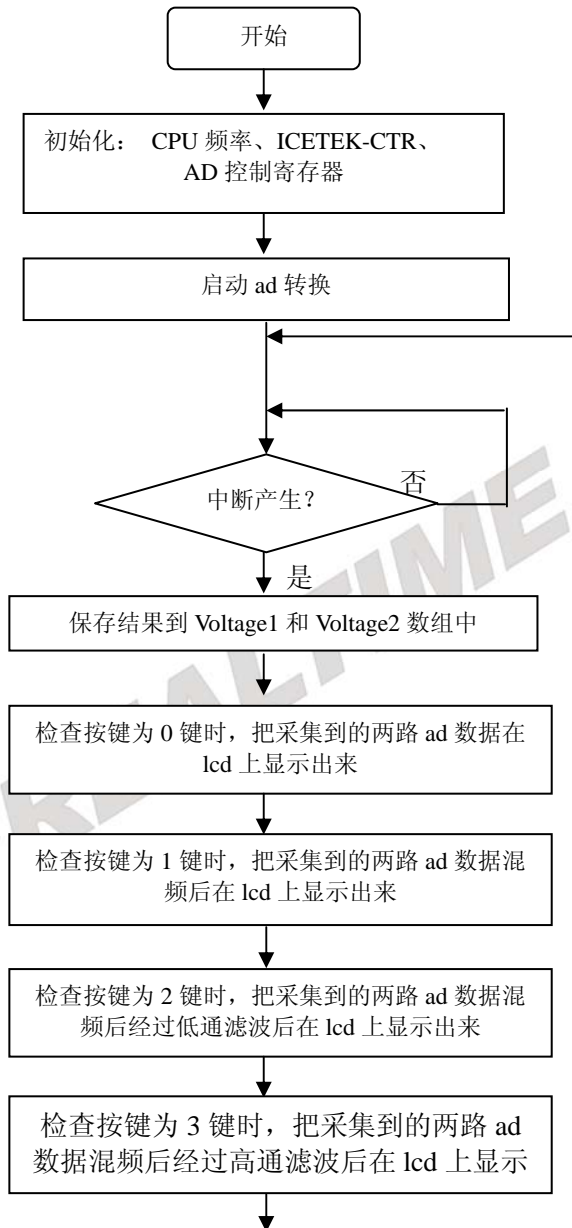 开始
初始化： CPU 频率、ICETEK-CTR、
AD 控制寄存器
启动 ad 转换
中断产生？
否
是
保存结果到 Voltage1 和 Voltage2 数组中
检查按键为 0 键时，把采集到的两路 ad 数据在
lcd 上显示出来
检查按键为 1 键时，把采集到的两路 ad 数据混
频后在 lcd 上显示出来
检查按键为 2 键时，把采集到的两路 ad 数据混
频后经过低通滤波后在 lcd 上显示出来
检查按键为 3 键时，把采集到的两路 ad
数据混频后经过高通滤波后在 lcd 上显示
REALTIME